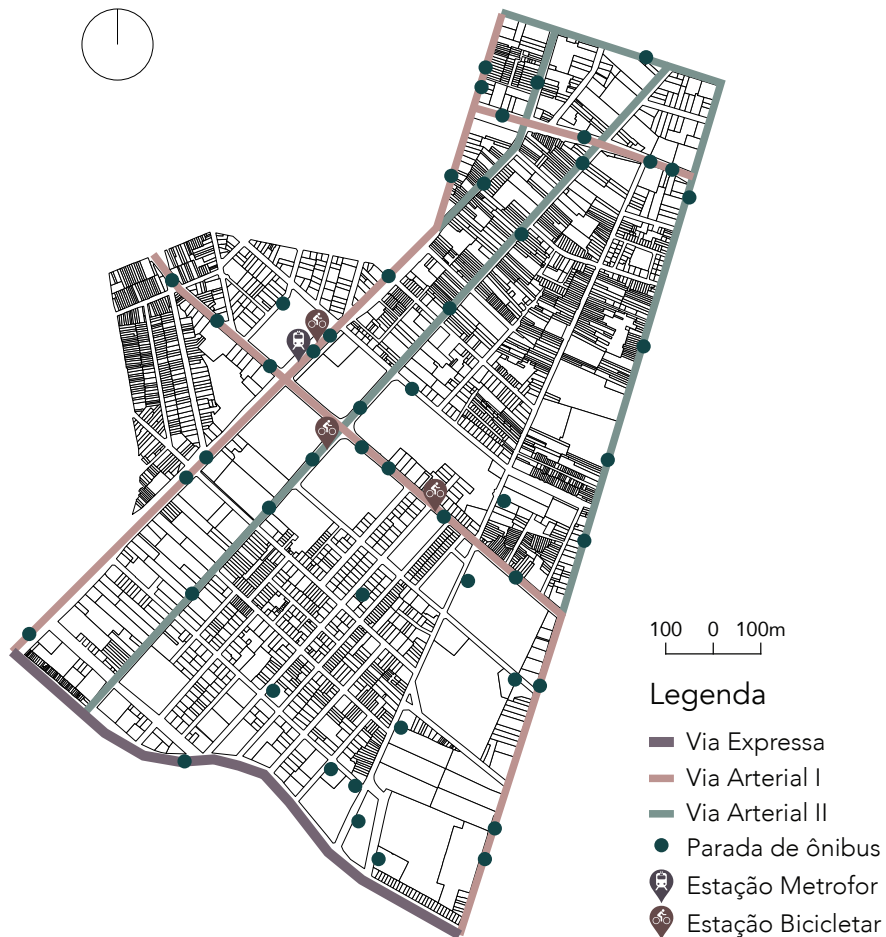 100 0 100m
Legenda
Via Expressa
Via Arterial I
Via Arterial II
Parada de ônibus
Estação Metrofor
Estação Bicicletar